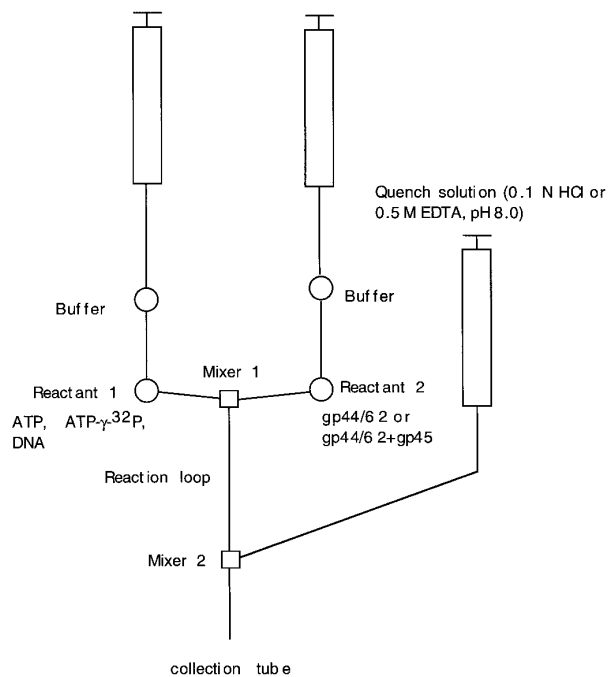 Quench solution (0.1 N HCl or
0.5 M EDTA, pH 8.0)
Buffer
Buffer
Mixer 1
Reactant 1
ATP, ATP-γ-³²P,
DNA
Reactant 2
gp44/62 or
gp44/62+gp45
Reaction loop
Mixer 2
collection tube